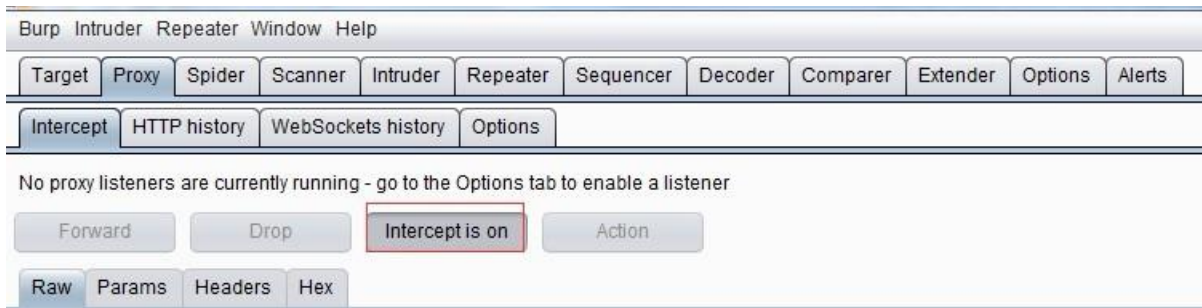 Burp Intruder Repeater Window Help
Target Proxy Spider Scanner Intruder Repeater Sequencer Decoder Comparer Extender Options Alerts
Intercept HTTP history WebSockets history Options
No proxy listeners are currently running - go to the Options tab to enable a listener
Forward Drop Intercept is on Action
Raw Params Headers Hex